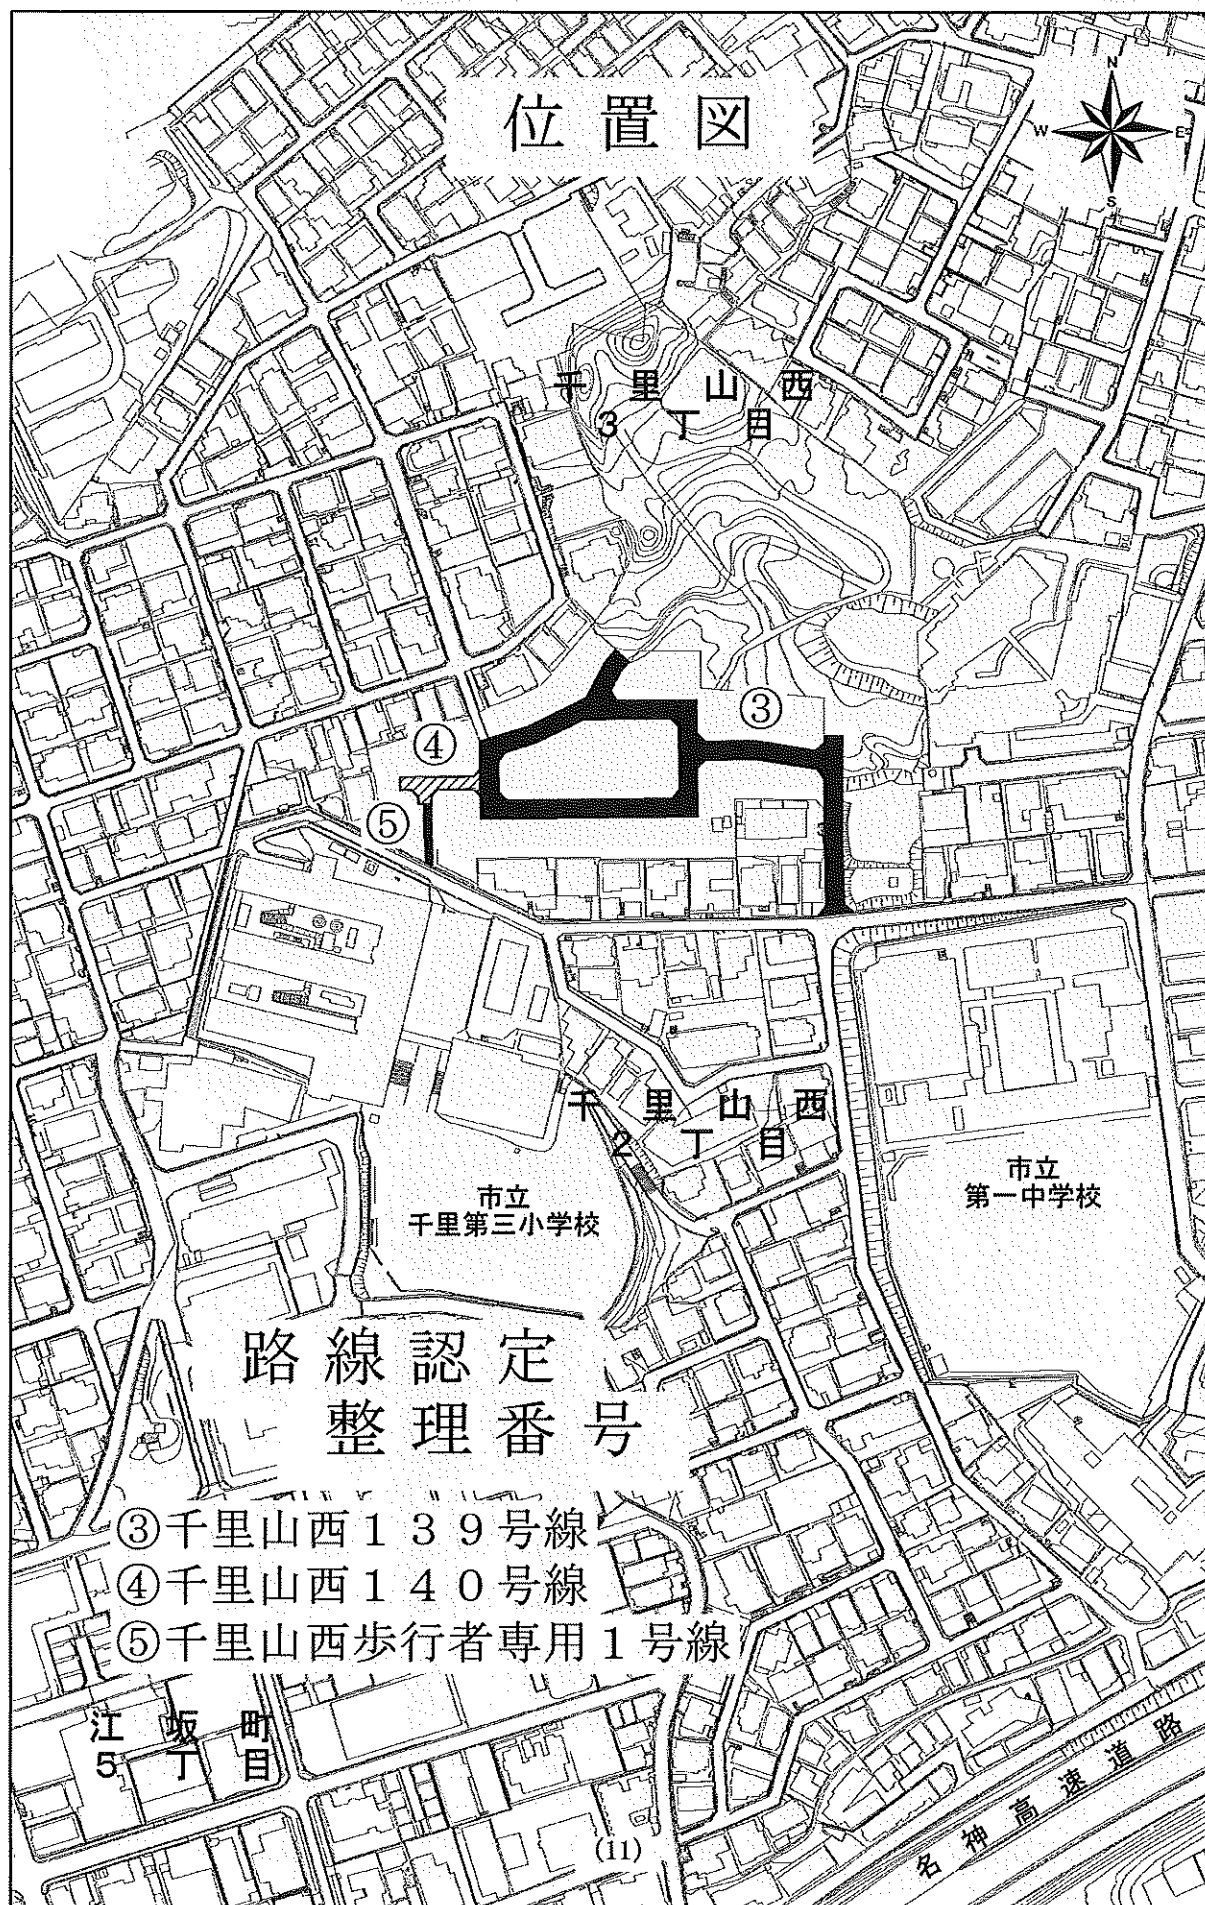 位置図
N
W E
S
千里山西
3丁目
③
④
⑤
千里山西
2丁目
市立
第一中学校
市立
千里第三小学校
路線認定
整理番号
③千里山西139号線
④千里山西140号線
⑤千里山西歩行者専用1号線
江坂町
5丁目
名神高速道路
(11)